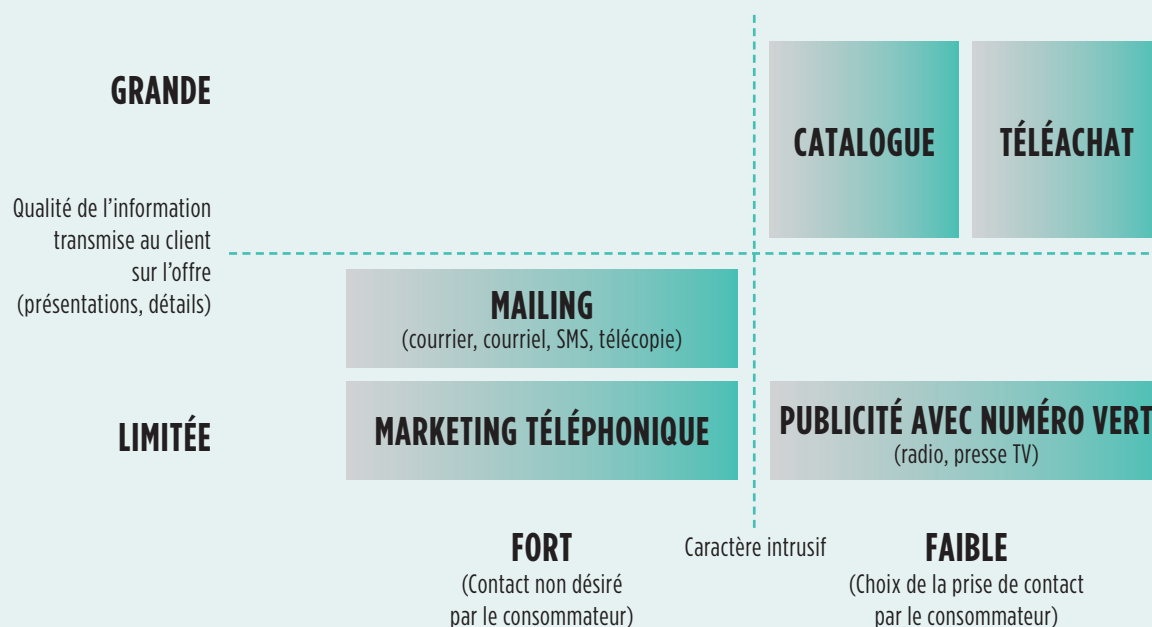 GRANDE
CATALOGUE
TÉLÉACHAT
Qualité de l'information
transmise au client
sur l'offre
(présentations, détails)
MAILING
(courrier, courriel, SMS, télécopie)
LIMITÉE
MARKETING TÉLÉPHONIQUE
PUBLICITÉ AVEC NUMÉRO VERT
(radio, presse TV)
FORT
(Contact non désiré
par le consommateur)
Caractère intrusif
FAIBLE
(Choix de la prise de contact
par le consommateur)